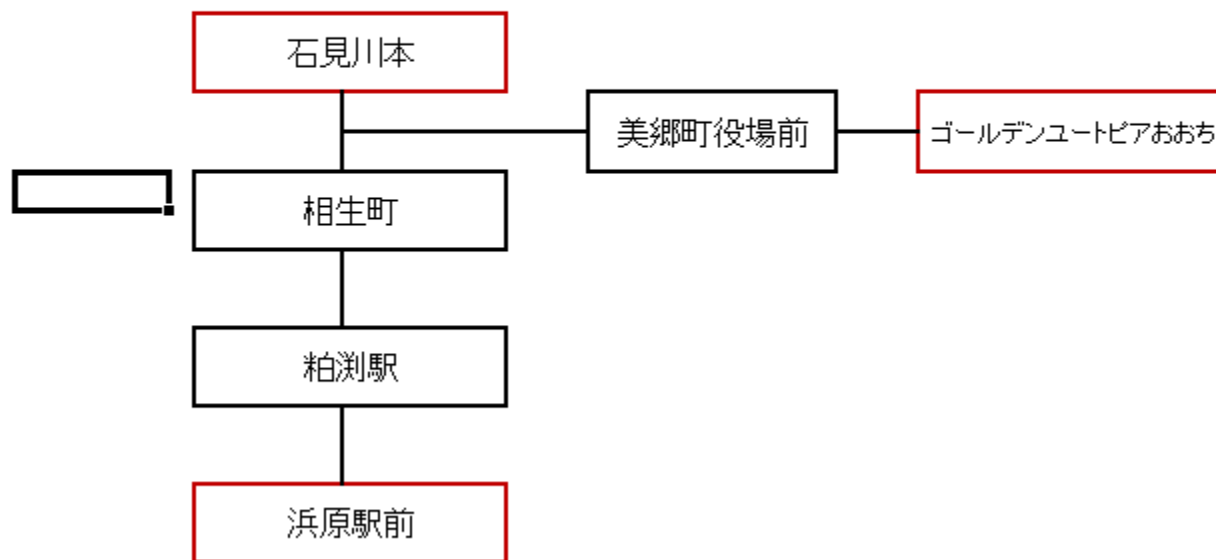 石見川本
美郷町役場前
ゴールデンユートピアおおち
相生町
粕渕駅
浜原駅前